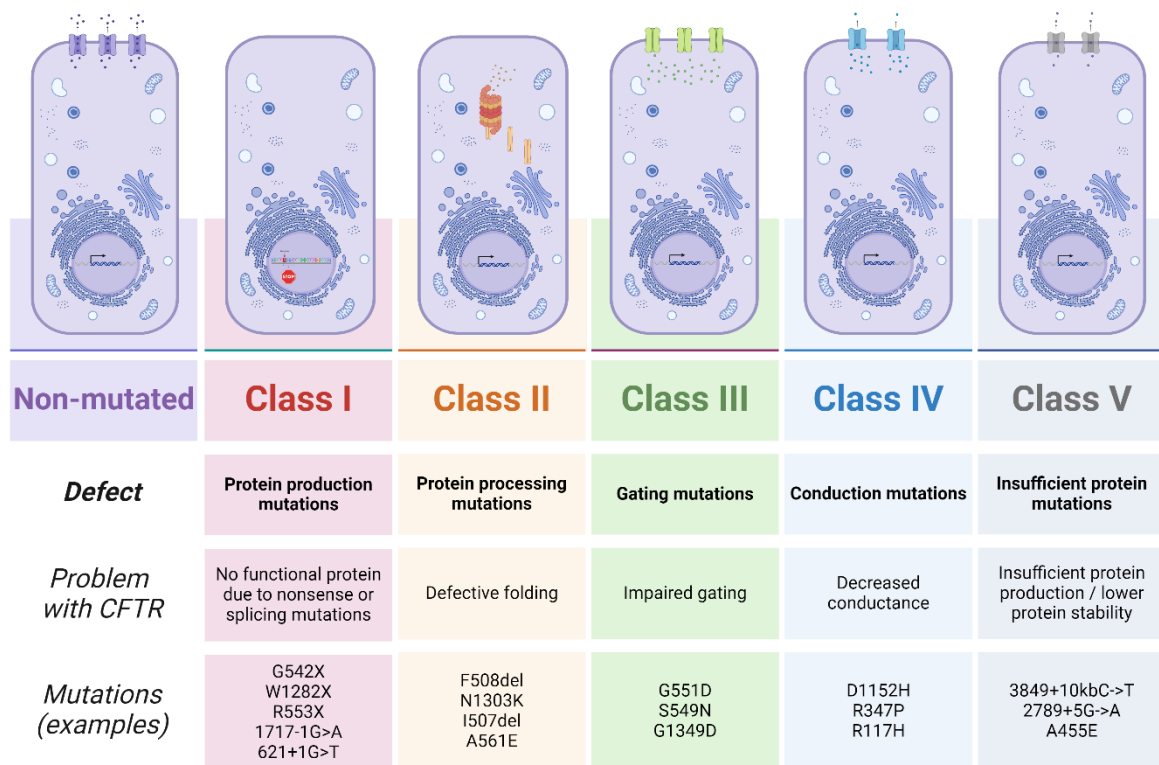 STOP
Non-mutated
Class I
Class II
Class III
Class IV
Class V
Defect
Protein production
mutations
Protein processing
mutations
Gating mutations
Conduction mutations
Insufficient protein
mutations
Problem
with CFTR
No functional protein
due to nonsense or
splicing mutations
Defective folding
Impaired gating
Decreased
conductance
Insufficient protein
production / lower
protein stability
Mutations
(examples)
G542X
W1282X
R553X
1717-1G>A
621+1G>T
F508del
N1303K
I507del
A561E
G551D
S549N
G1349D
D1152H
R347P
R117H
3849+10kbC->T
2789+5G->A
A455E